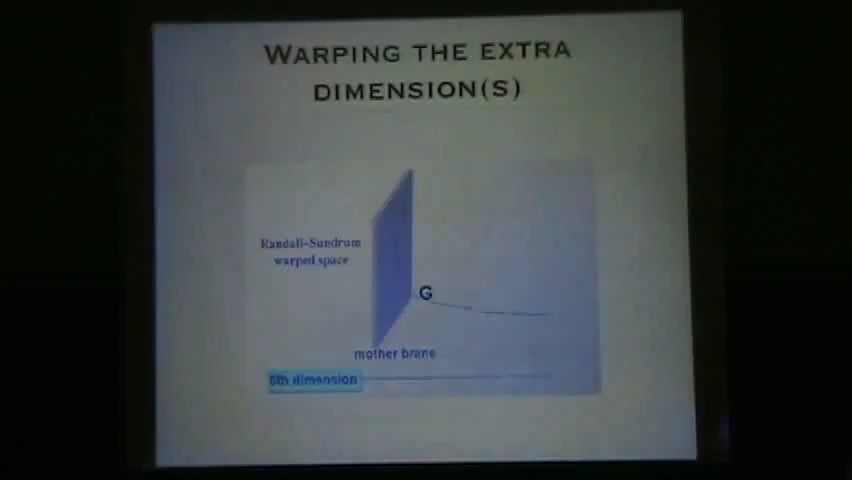 WARPING THE EXTRA
DIMENSION(S)
Randall-Sundrum
warped space
G
mother brane
5th dimension